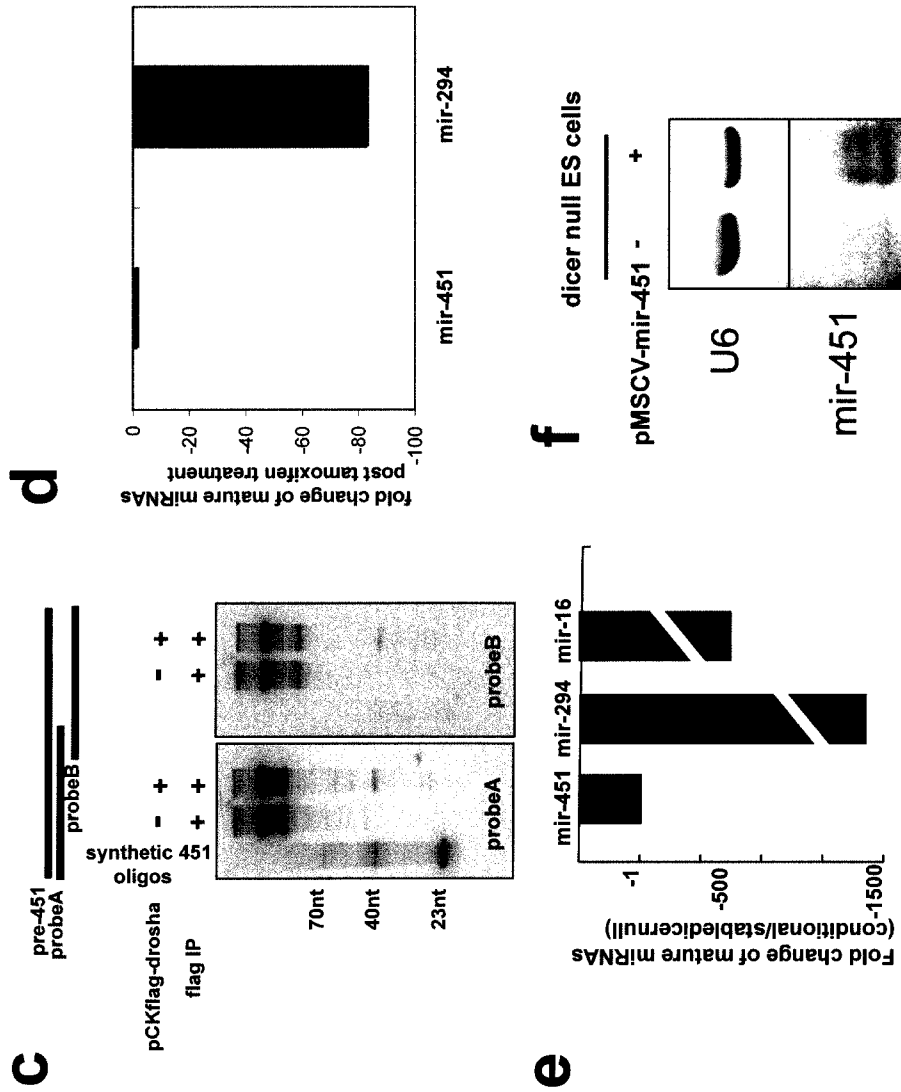 c
pre-451
probeA
probeB
pCKflag-drosha - +
flag IP + +
synthetic 451
oligos
70nt
40nt
23nt
probeA
probeB
d
0
-20
-40
-60
-80
-100
fold change of mature miRNAs
post tamoxifen treatment
mir-451
mir-294
e
mir-451
mir-294
mir-16
-1
-500
-1500
Fold change of mature miRNAs
(conditional/stabledicernull)
f
dicer null ES cells
pMSCV-mir-451 - +
U6
mir-451